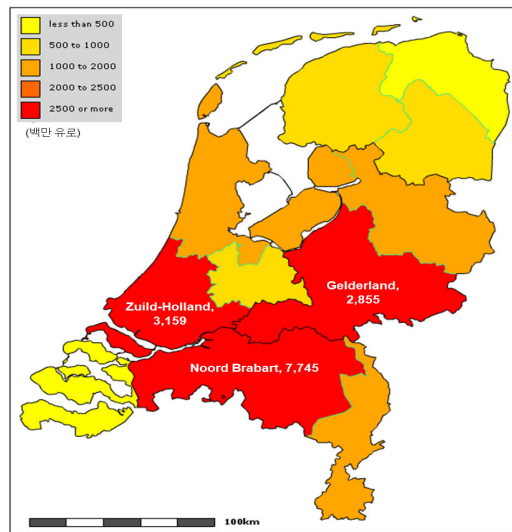 less than 500
500 to 1000
1000 to 2000
2000 to 2500
2500 or more
(백만 유로)
Zuild-Holland,
3,159
Gelderland,
2,855
Noord Brabart, 7,745
100km